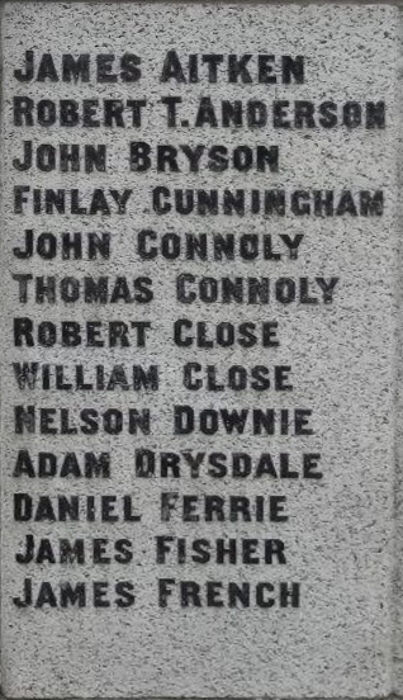 JAMES AITKEN
ROBERT T. ANDERSON
JOHN BRYSON
FINLAY CUNNINGHAM
JOHN CONNOLY
THOMAS CONNOLY
ROBERT CLOSE
WILLIAM CLOSE
NELSON DOWNIE
ADAM DRYSDALE
DANIEL FERRIE
JAMES FISHER
JAMES FRENCH